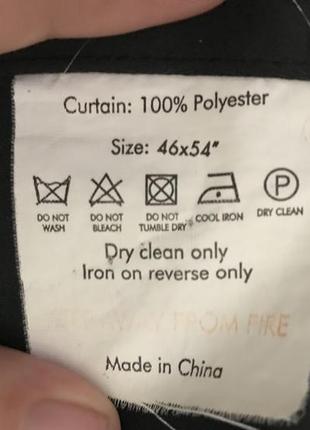 Curtain: 100% Polyester
Size: 46x54"
P
DO NOT WASH DO NOT BLEACH DO NOT TUMBLE DRY COOL IRON DRY CLEAN
Dry clean only
Iron on reverse only
KEEP AWAY FROM FIRE
Made in China